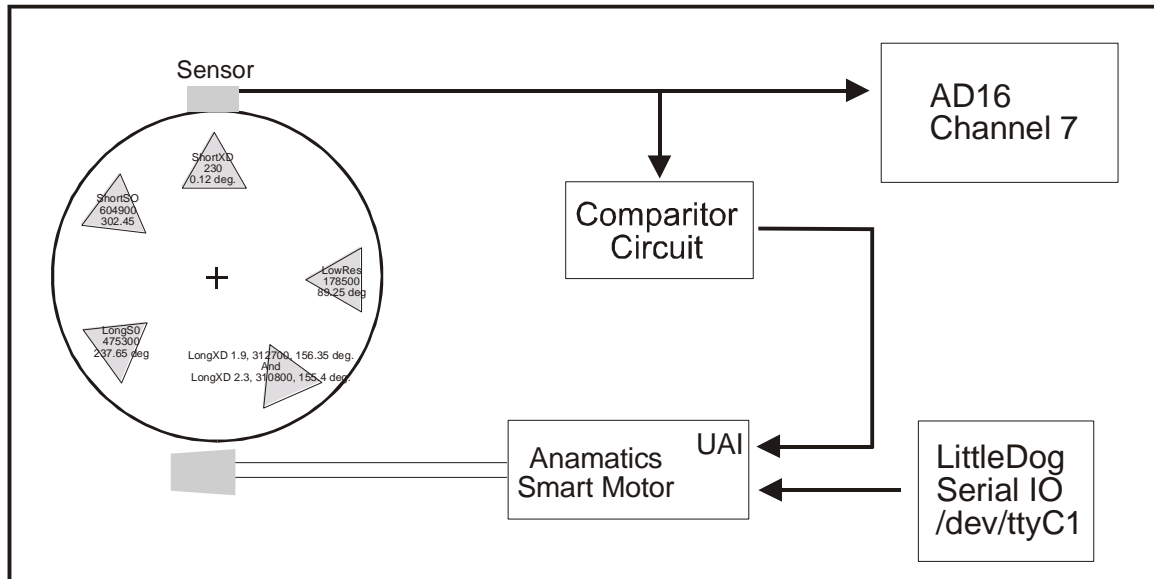 Sensor
ShortXD
230
0.12 deg.
ShortSO
604900
302.45
LowRes
178500
89.25 deg
LongS0
475300
237.65 deg
LongXD 1.9, 312700, 156.35 deg.
And
LongXD 2.3, 310800, 155.4 deg.
AD16
Channel 7
Comparitor
Circuit
UAI
Anamatics
Smart Motor
LittleDog
Serial IO
/dev/ttyC1